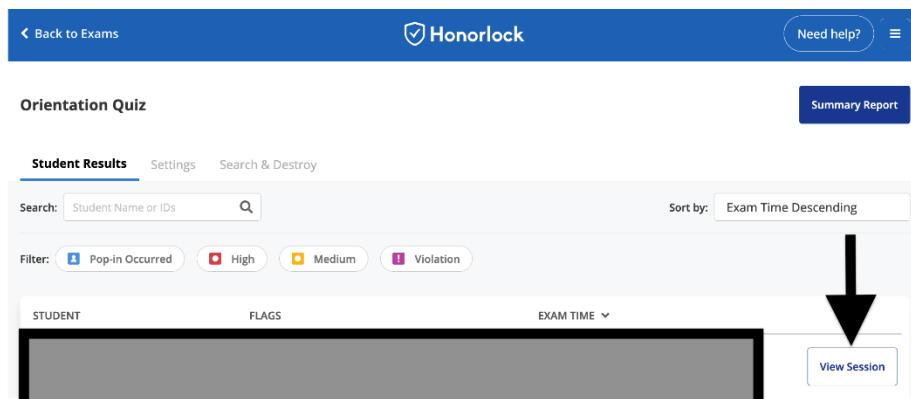 Back to Exams
Honorlock
Need help?
Orientation Quiz
Summary Report
Student Results Settings Search & Destroy
Search: Student Name or IDs
Sort by: Exam Time Descending
Filter: Pop-in Occurred High Medium Violation
STUDENT FLAGS EXAM TIME
View Session